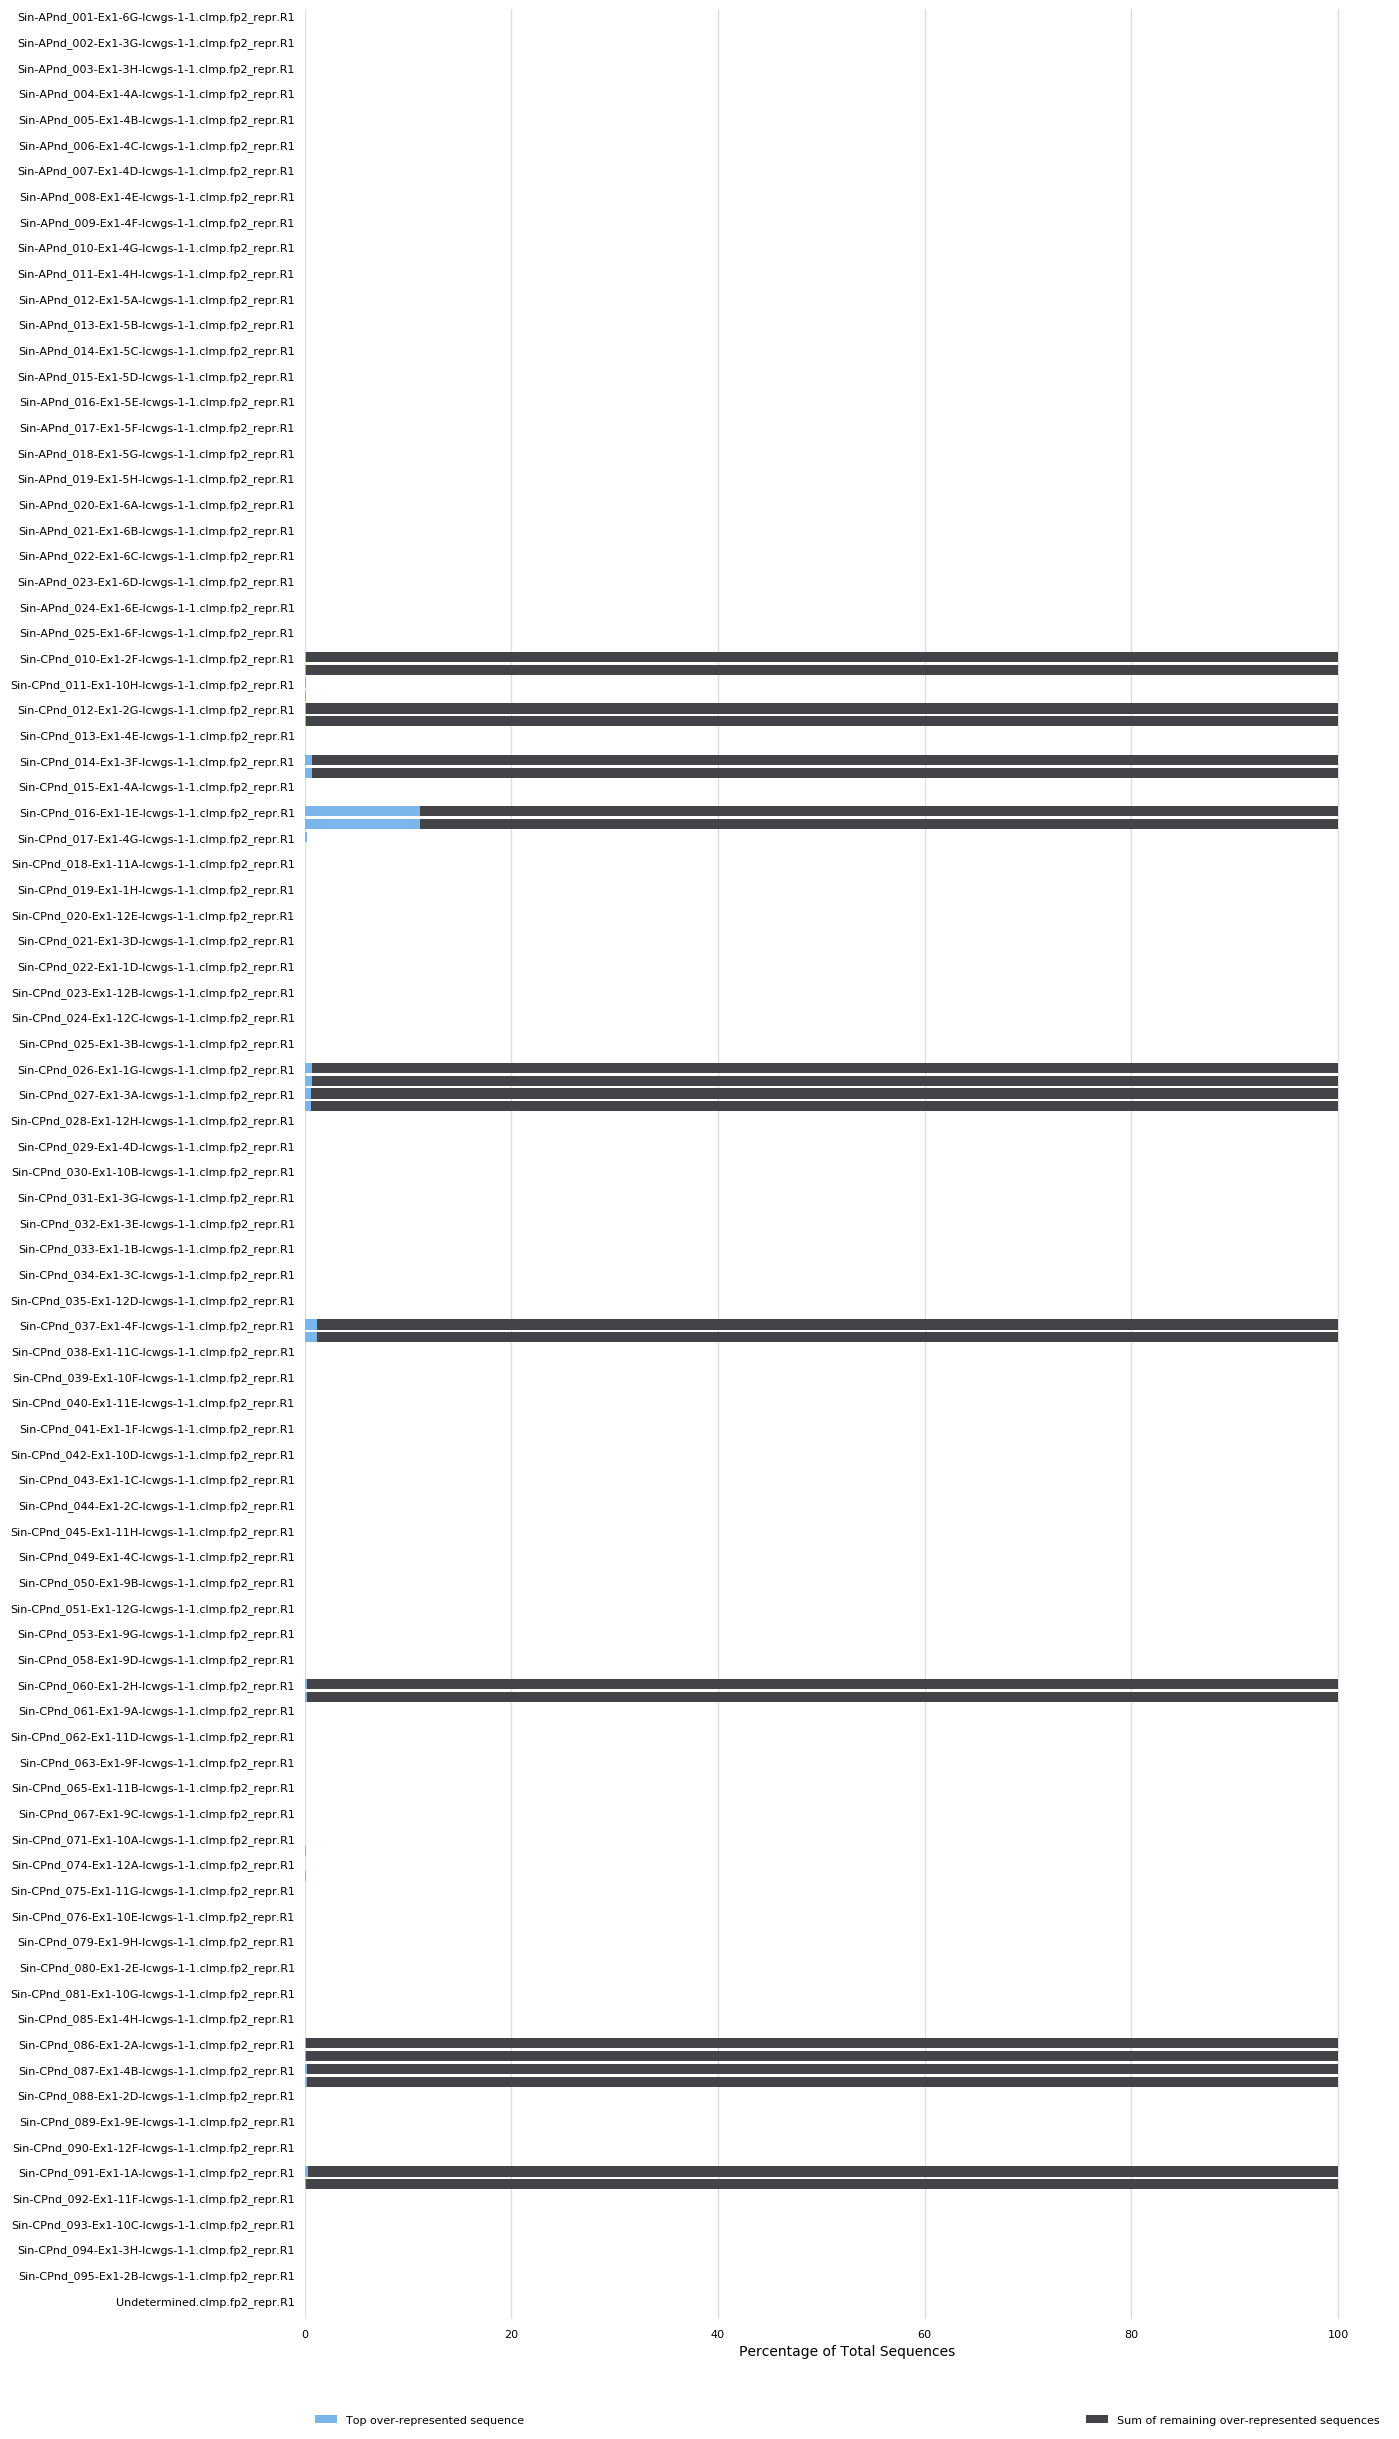 Sin-APnd_001-Ex1-6G-lcwgs-1-1.clmp.fp2_repr.R1
Sin-APnd_002-Ex1-3G-lcwgs-1-1.clmp.fp2_repr.R1
Sin-APnd_003-Ex1-3H-lcwgs-1-1.clmp.fp2_repr.R1
Sin-APnd_004-Ex1-4A-lcwgs-1-1.clmp.fp2_repr.R1
Sin-APnd_005-Ex1-4B-lcwgs-1-1.clmp.fp2_repr.R1
Sin-APnd_006-Ex1-4C-lcwgs-1-1.clmp.fp2_repr.R1
Sin-APnd_007-Ex1-4D-lcwgs-1-1.clmp.fp2_repr.R1
Sin-APnd_008-Ex1-4E-lcwgs-1-1.clmp.fp2_repr.R1
Sin-APnd_009-Ex1-4F-lcwgs-1-1.clmp.fp2_repr.R1
Sin-APnd_010-Ex1-4G-lcwgs-1-1.clmp.fp2_repr.R1
Sin-APnd_011-Ex1-4H-lcwgs-1-1.clmp.fp2_repr.R1
Sin-APnd_012-Ex1-5A-lcwgs-1-1.clmp.fp2_repr.R1
Sin-APnd_013-Ex1-5B-lcwgs-1-1.clmp.fp2_repr.R1
Sin-APnd_014-Ex1-5C-lcwgs-1-1.clmp.fp2_repr.R1
Sin-APnd_015-Ex1-5D-lcwgs-1-1.clmp.fp2_repr.R1
Sin-APnd_016-Ex1-5E-lcwgs-1-1.clmp.fp2_repr.R1
Sin-APnd_017-Ex1-5F-lcwgs-1-1.clmp.fp2_repr.R1
Sin-APnd_018-Ex1-5G-lcwgs-1-1.clmp.fp2_repr.R1
Sin-APnd_019-Ex1-5H-lcwgs-1-1.clmp.fp2_repr.R1
Sin-APnd_020-Ex1-6A-lcwgs-1-1.clmp.fp2_repr.R1
Sin-APnd_021-Ex1-6B-lcwgs-1-1.clmp.fp2_repr.R1
Sin-APnd_022-Ex1-6C-lcwgs-1-1.clmp.fp2_repr.R1
Sin-APnd_023-Ex1-6D-lcwgs-1-1.clmp.fp2_repr.R1
Sin-APnd_024-Ex1-6E-lcwgs-1-1.clmp.fp2_repr.R1
Sin-APnd_025-Ex1-6F-lcwgs-1-1.clmp.fp2_repr.R1
Sin-CPnd_010-Ex1-2F-lcwgs-1-1.clmp.fp2_repr.R1
Sin-CPnd_011-Ex1-10H-lcwgs-1-1.clmp.fp2_repr.R1
Sin-CPnd_012-Ex1-2G-lcwgs-1-1.clmp.fp2_repr.R1
Sin-CPnd_013-Ex1-4E-lcwgs-1-1.clmp.fp2_repr.R1
Sin-CPnd_014-Ex1-3F-lcwgs-1-1.clmp.fp2_repr.R1
Sin-CPnd_015-Ex1-4A-lcwgs-1-1.clmp.fp2_repr.R1
Sin-CPnd_016-Ex1-1E-lcwgs-1-1.clmp.fp2_repr.R1
Sin-CPnd_017-Ex1-4G-lcwgs-1-1.clmp.fp2_repr.R1
Sin-CPnd_018-Ex1-11A-lcwgs-1-1.clmp.fp2_repr.R1
Sin-CPnd_019-Ex1-1H-lcwgs-1-1.clmp.fp2_repr.R1
Sin-CPnd_020-Ex1-12E-lcwgs-1-1.clmp.fp2_repr.R1
Sin-CPnd_021-Ex1-3D-lcwgs-1-1.clmp.fp2_repr.R1
Sin-CPnd_022-Ex1-1D-lcwgs-1-1.clmp.fp2_repr.R1
Sin-CPnd_023-Ex1-12B-lcwgs-1-1.clmp.fp2_repr.R1
Sin-CPnd_024-Ex1-12C-lcwgs-1-1.clmp.fp2_repr.R1
Sin-CPnd_025-Ex1-3B-lcwgs-1-1.clmp.fp2_repr.R1
Sin-CPnd_026-Ex1-1G-lcwgs-1-1.clmp.fp2_repr.R1
Sin-CPnd_027-Ex1-3A-lcwgs-1-1.clmp.fp2_repr.R1
Sin-CPnd_028-Ex1-12H-lcwgs-1-1.clmp.fp2_repr.R1
Sin-CPnd_029-Ex1-4D-lcwgs-1-1.clmp.fp2_repr.R1
Sin-CPnd_030-Ex1-10B-lcwgs-1-1.clmp.fp2_repr.R1
Sin-CPnd_031-Ex1-3G-lcwgs-1-1.clmp.fp2_repr.R1
Sin-CPnd_032-Ex1-3E-lcwgs-1-1.clmp.fp2_repr.R1
Sin-CPnd_033-Ex1-1B-lcwgs-1-1.clmp.fp2_repr.R1
Sin-CPnd_034-Ex1-3C-lcwgs-1-1.clmp.fp2_repr.R1
Sin-CPnd_035-Ex1-12D-lcwgs-1-1.clmp.fp2_repr.R1
Sin-CPnd_037-Ex1-4F-lcwgs-1-1.clmp.fp2_repr.R1
Sin-CPnd_038-Ex1-11C-lcwgs-1-1.clmp.fp2_repr.R1
Sin-CPnd_039-Ex1-10F-lcwgs-1-1.clmp.fp2_repr.R1
Sin-CPnd_040-Ex1-11E-lcwgs-1-1.clmp.fp2_repr.R1
Sin-CPnd_041-Ex1-1F-lcwgs-1-1.clmp.fp2_repr.R1
Sin-CPnd_042-Ex1-10D-lcwgs-1-1.clmp.fp2_repr.R1
Sin-CPnd_043-Ex1-1C-lcwgs-1-1.clmp.fp2_repr.R1
Sin-CPnd_044-Ex1-2C-lcwgs-1-1.clmp.fp2_repr.R1
Sin-CPnd_045-Ex1-11H-lcwgs-1-1.clmp.fp2_repr.R1
Sin-CPnd_049-Ex1-4C-lcwgs-1-1.clmp.fp2_repr.R1
Sin-CPnd_050-Ex1-9B-lcwgs-1-1.clmp.fp2_repr.R1
Sin-CPnd_051-Ex1-12G-lcwgs-1-1.clmp.fp2_repr.R1
Sin-CPnd_053-Ex1-9G-lcwgs-1-1.clmp.fp2_repr.R1
Sin-CPnd_058-Ex1-9D-lcwgs-1-1.clmp.fp2_repr.R1
Sin-CPnd_060-Ex1-2H-lcwgs-1-1.clmp.fp2_repr.R1
Sin-CPnd_061-Ex1-9A-lcwgs-1-1.clmp.fp2_repr.R1
Sin-CPnd_062-Ex1-11D-lcwgs-1-1.clmp.fp2_repr.R1
Sin-CPnd_063-Ex1-9F-lcwgs-1-1.clmp.fp2_repr.R1
Sin-CPnd_065-Ex1-11B-lcwgs-1-1.clmp.fp2_repr.R1
Sin-CPnd_067-Ex1-9C-lcwgs-1-1.clmp.fp2_repr.R1
Sin-CPnd_071-Ex1-10A-lcwgs-1-1.clmp.fp2_repr.R1
Sin-CPnd_074-Ex1-12A-lcwgs-1-1.clmp.fp2_repr.R1
Sin-CPnd_075-Ex1-11G-lcwgs-1-1.clmp.fp2_repr.R1
Sin-CPnd_076-Ex1-10E-lcwgs-1-1.clmp.fp2_repr.R1
Sin-CPnd_079-Ex1-9H-lcwgs-1-1.clmp.fp2_repr.R1
Sin-CPnd_080-Ex1-2E-lcwgs-1-1.clmp.fp2_repr.R1
Sin-CPnd_081-Ex1-10G-lcwgs-1-1.clmp.fp2_repr.R1
Sin-CPnd_085-Ex1-4H-lcwgs-1-1.clmp.fp2_repr.R1
Sin-CPnd_086-Ex1-2A-lcwgs-1-1.clmp.fp2_repr.R1
Sin-CPnd_087-Ex1-4B-lcwgs-1-1.clmp.fp2_repr.R1
Sin-CPnd_088-Ex1-2D-lcwgs-1-1.clmp.fp2_repr.R1
Sin-CPnd_089-Ex1-9E-lcwgs-1-1.clmp.fp2_repr.R1
Sin-CPnd_090-Ex1-12F-lcwgs-1-1.clmp.fp2_repr.R1
Sin-CPnd_091-Ex1-1A-lcwgs-1-1.clmp.fp2_repr.R1
Sin-CPnd_092-Ex1-11F-lcwgs-1-1.clmp.fp2_repr.R1
Sin-CPnd_093-Ex1-10C-lcwgs-1-1.clmp.fp2_repr.R1
Sin-CPnd_094-Ex1-3H-lcwgs-1-1.clmp.fp2_repr.R1
Sin-CPnd_095-Ex1-2B-lcwgs-1-1.clmp.fp2_repr.R1
Undetermined.clmp.fp2_repr.R1
0 20 40 60 80 100
Percentage of Total Sequences
Top over-represented sequence Sum of remaining over-represented sequences